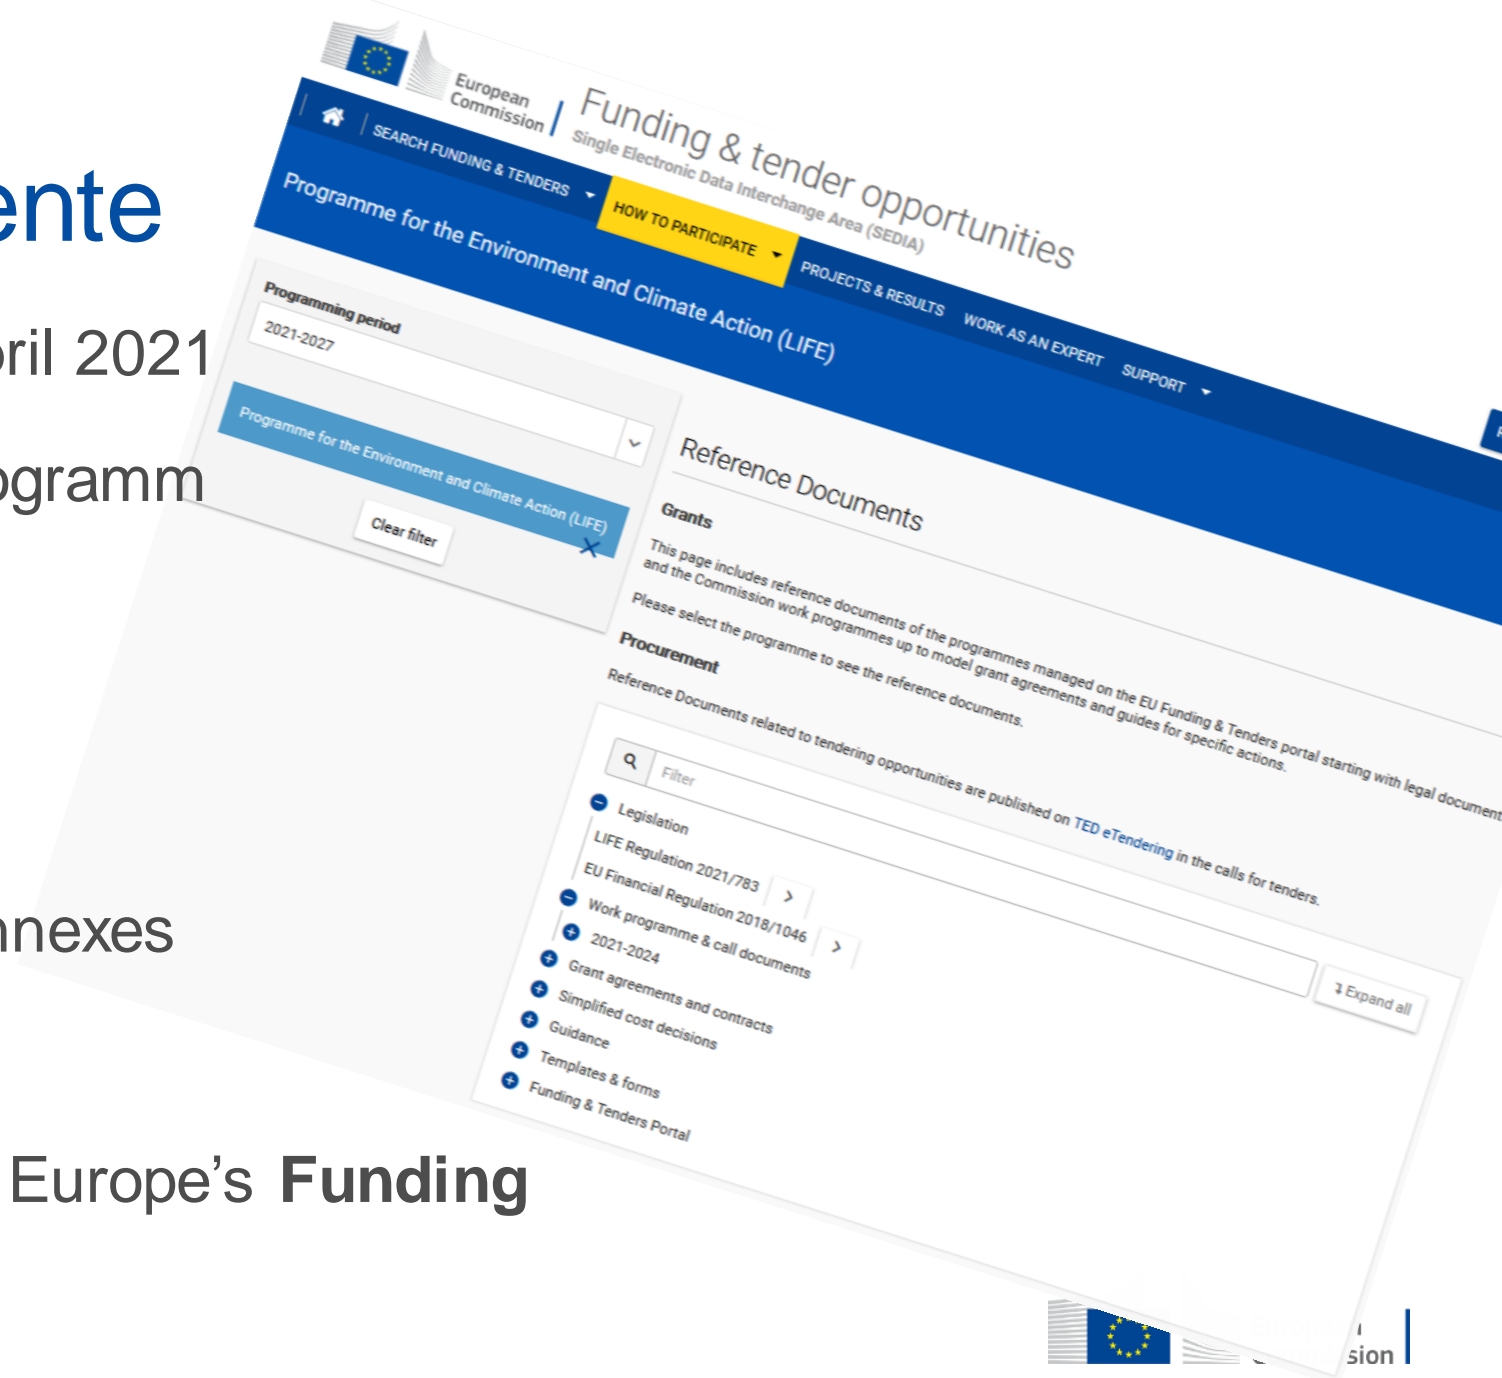 ente
ril 2021
ogramm
nnexes
Europe’s Funding
European
Commission
Funding & tender opportunities
Single Electronic Data Interchange Area (SEDIA)
SEARCH FUNDING & TENDERS
HOW TO PARTICIPATE
PROJECTS & RESULTS
WORK AS AN EXPERT
SUPPORT
Programme for the Environment and Climate Action (LIFE)
Programming period
2021-2027
Programme for the Environment and Climate Action (LIFE)
Clear filter
Reference Documents
Grants
This page includes reference documents of the programmes managed on the EU Funding & Tenders portal starting with legal document
and the Commission work programmes up to model grant agreements and guides for specific actions.
Please select the programme to see the reference documents.
Procurement
Reference Documents related to tendering opportunities are published on TED eTendering in the calls for tenders.
Filter
Expand all
Legislation
LIFE Regulation 2021/783
EU Financial Regulation 2018/1046
Work programme & call documents
2021-2024
Grant agreements and contracts
Simplified cost decisions
Guidance
Templates & forms
Funding & Tenders Portal
sion